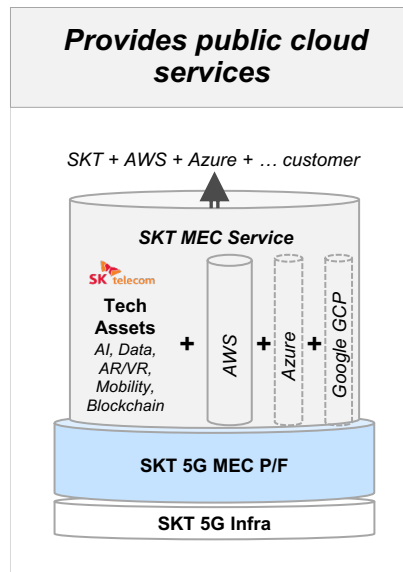 Provides public cloud
services
SKT + AWS + Azure + … customer
SKT MEC Service
SK telecom
Tech
Assets
AI, Data,
AR/VR,
Mobility,
Blockchain
+
AWS
+
Azure
+
Google GCP
SKT 5G MEC P/F
SKT 5G Infra